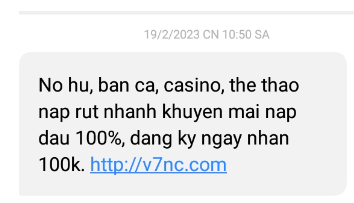 19/2/2023 CN 10:50 SA
No hu, ban ca, casino, the thao
nap rut nhanh khuyen mai nap
dau 100%, dang ky ngay nhan
100k. http://v7nc.com